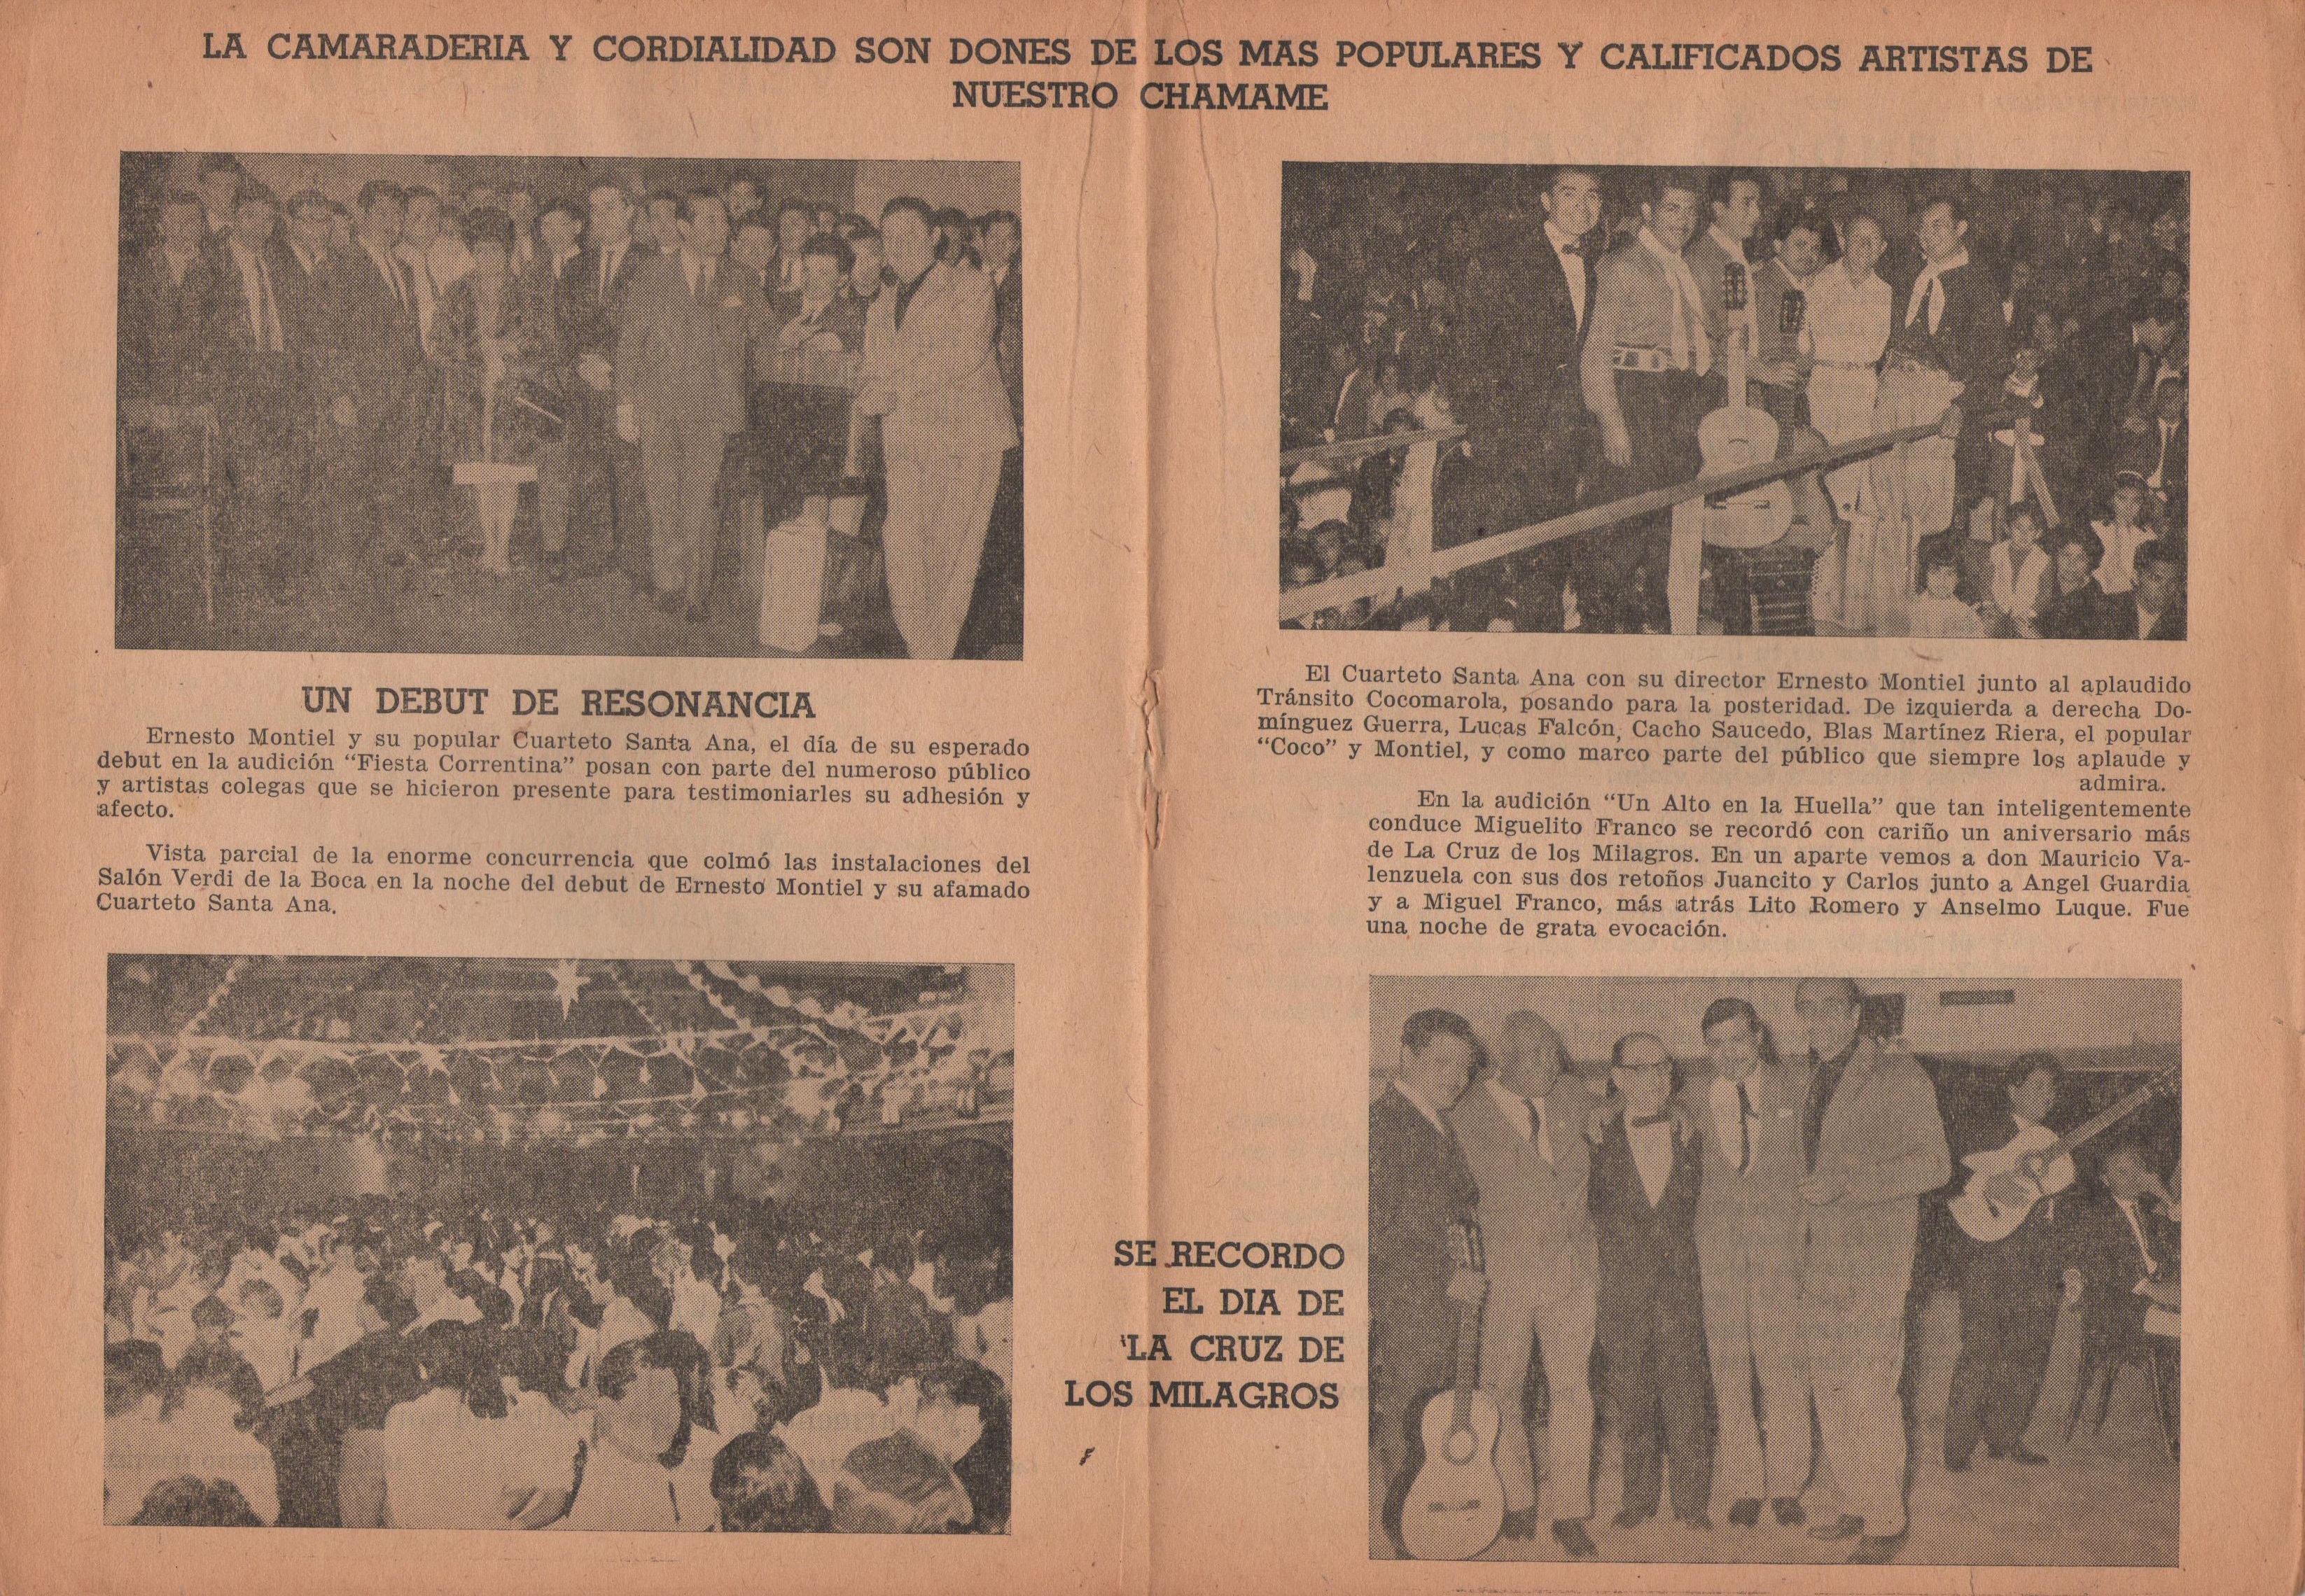 LA CAMARADERIA Y CORDIALIDAD SON DONES DE LOS MAS POPULARES Y CALIFICADOS ARTISTAS DE
NUESTRO CHAMAME
UN DEBUT DE RESONANCIA
Ernesto Montiel y su popular Cuarteto Santa Ana, el día de su esperado
debut en la audición “Fiesta Correntina” posan con parte del numeroso público
y artistas colegas que se hicieron presente para testimoniarles su adhesión y
afecto.
Vista parcial de la enorme concurrencia que colmó las instalaciones del
Salón Verdi de la Boca en la noche del debut de Ernesto Montiel y su afamado
Cuarteto Santa Ana.
El Cuarteto Santa Ana con su director Ernesto Montiel junto al aplaudido
Tránsito Cocomarola, posando para la posteridad. De izquierda a derecha Do-
mínguez Guerra, Lucas Falcón, Cacho Saucedo, Blas Martínez Riera, el popular
“Coco” y Montiel, y como marco parte del público que siempre los aplaude y
admira.
En la audición “Un Alto en la Huella” que tan inteligentemente
conduce Miguelito Franco se recordó con cariño un aniversario más
de La Cruz de los Milagros. En un aparte vemos a don Mauricio Va-
lenzuela con sus dos retoños Juancito y Carlos junto a Angel Guardia
y a Miguel Franco, más atrás Lito Romero y Anselmo Luque. Fue
una noche de grata evocación.
SE RECORDO
EL DIA DE
LA CRUZ DE
LOS MILAGROS